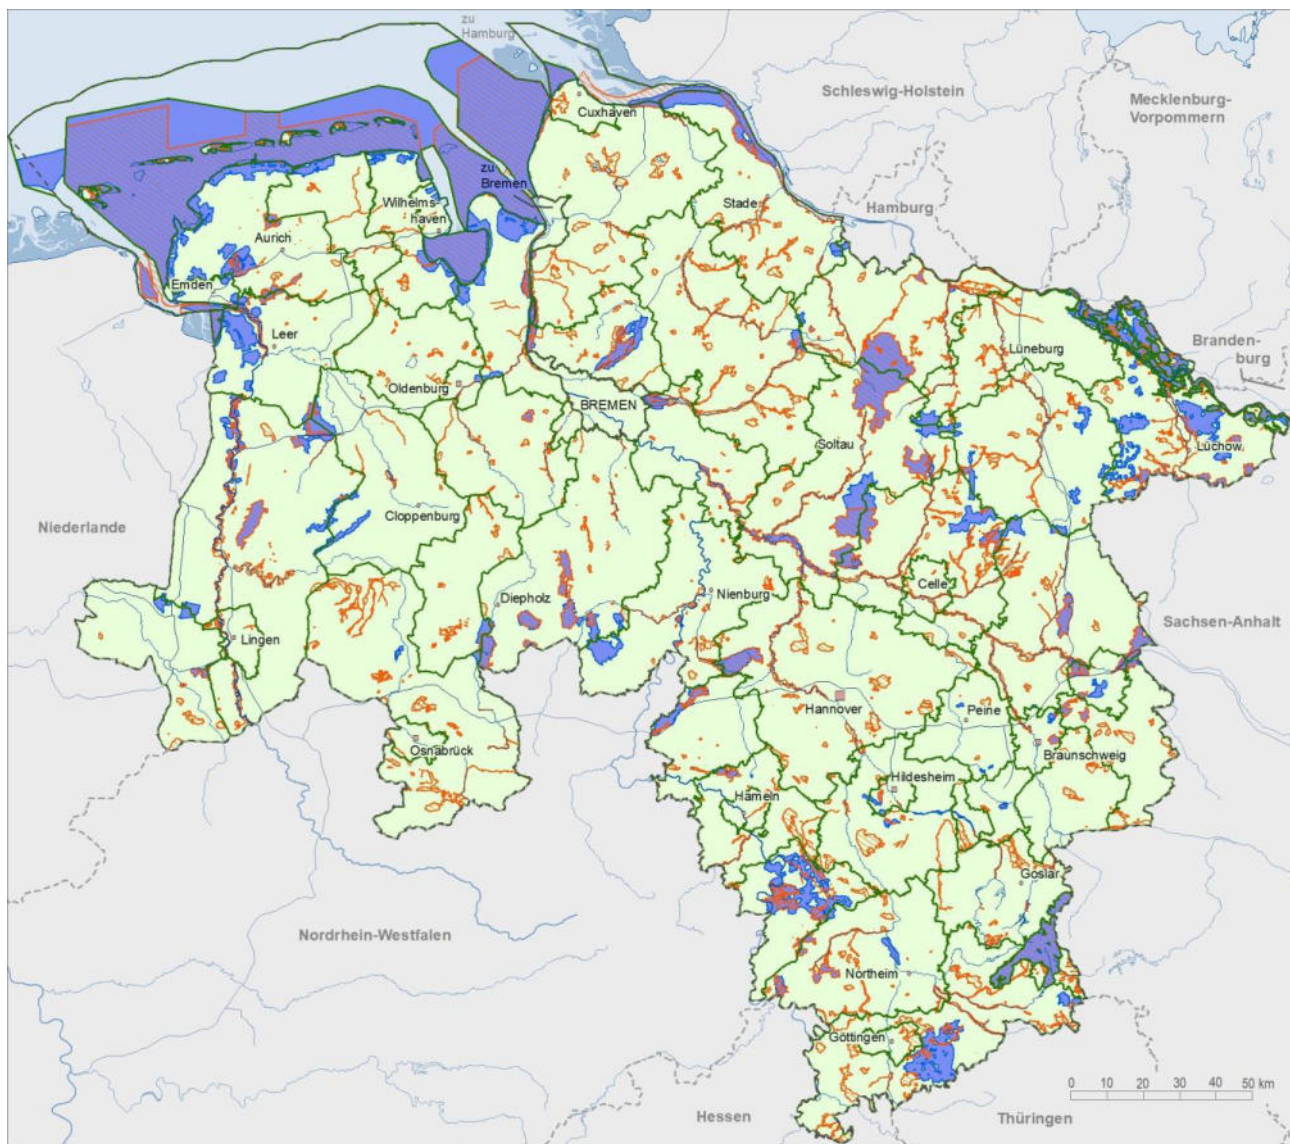 zu
Hamburg
Schleswig-Holstein
Mecklenburg-
Vorpommern
Cuxhaven
zu
Bremen
Wilhelms-
haven
Stade
Hamburg
Aurich
Emden
Leer
Lüneburg
Branden-
burg
Oldenburg
BREMEN
Soltau
Lüchow
Niederlande
Cloppenburg
Celle
Diepholz
Nienburg
Lingen
Sachsen-Anhalt
Hannover
Peine
Osnabrück
Braunschweig
Hildesheim
Hameln
Goslar
Nordrhein-Westfalen
Northeim
Göttingen
0 10 20 30 40 50 km
Hessen
Thüringen